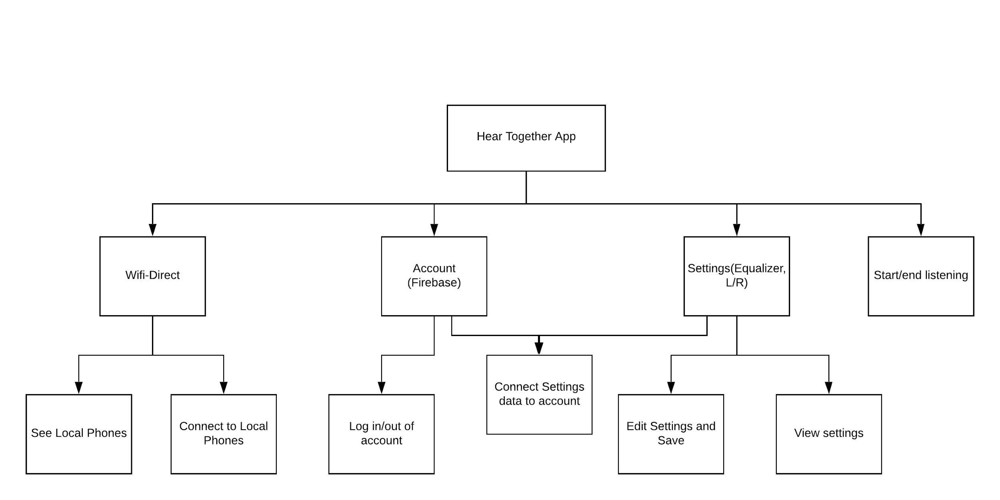 Hear Together App
Wifi-Direct
Account
(Firebase)
Settings(Equalizer,
L/R)
Start/end listening
See Local Phones
Connect to Local
Phones
Log in/out of
account
Connect Settings
data to account
Edit Settings and
Save
View settings